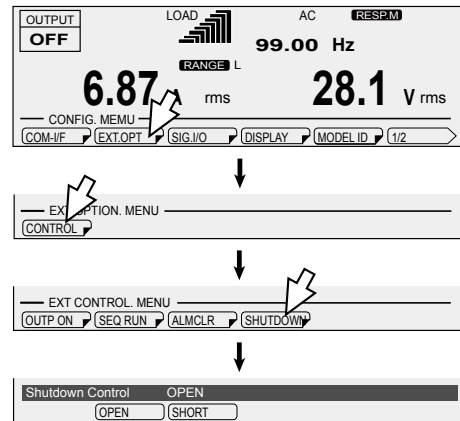 OUTPUT LOAD AC RESP.M
OFF 99.00 Hz
RANGE L
6.87 A rms 28.1 V rms
CONFIG. MEMU
COM-I/F EXT.OPT SIG.I/O DISPLAY MODEL ID 1/2
EXT OPTION. MENU
CONTROL
EXT CONTROL. MENU
OUTP ON SEQ RUN ALMCLR SHUTDOWN
Shutdown Control OPEN
OPEN SHORT